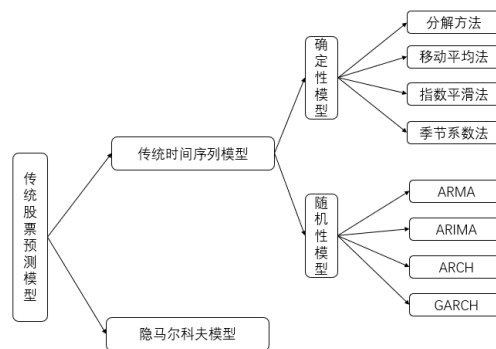 传统股票预测模型
传统时间序列模型
隐马尔科夫模型
确定性模型
分解方法
移动平均法
指数平滑法
季节系数法
随机性模型
ARMA
ARIMA
ARCH
GARCH